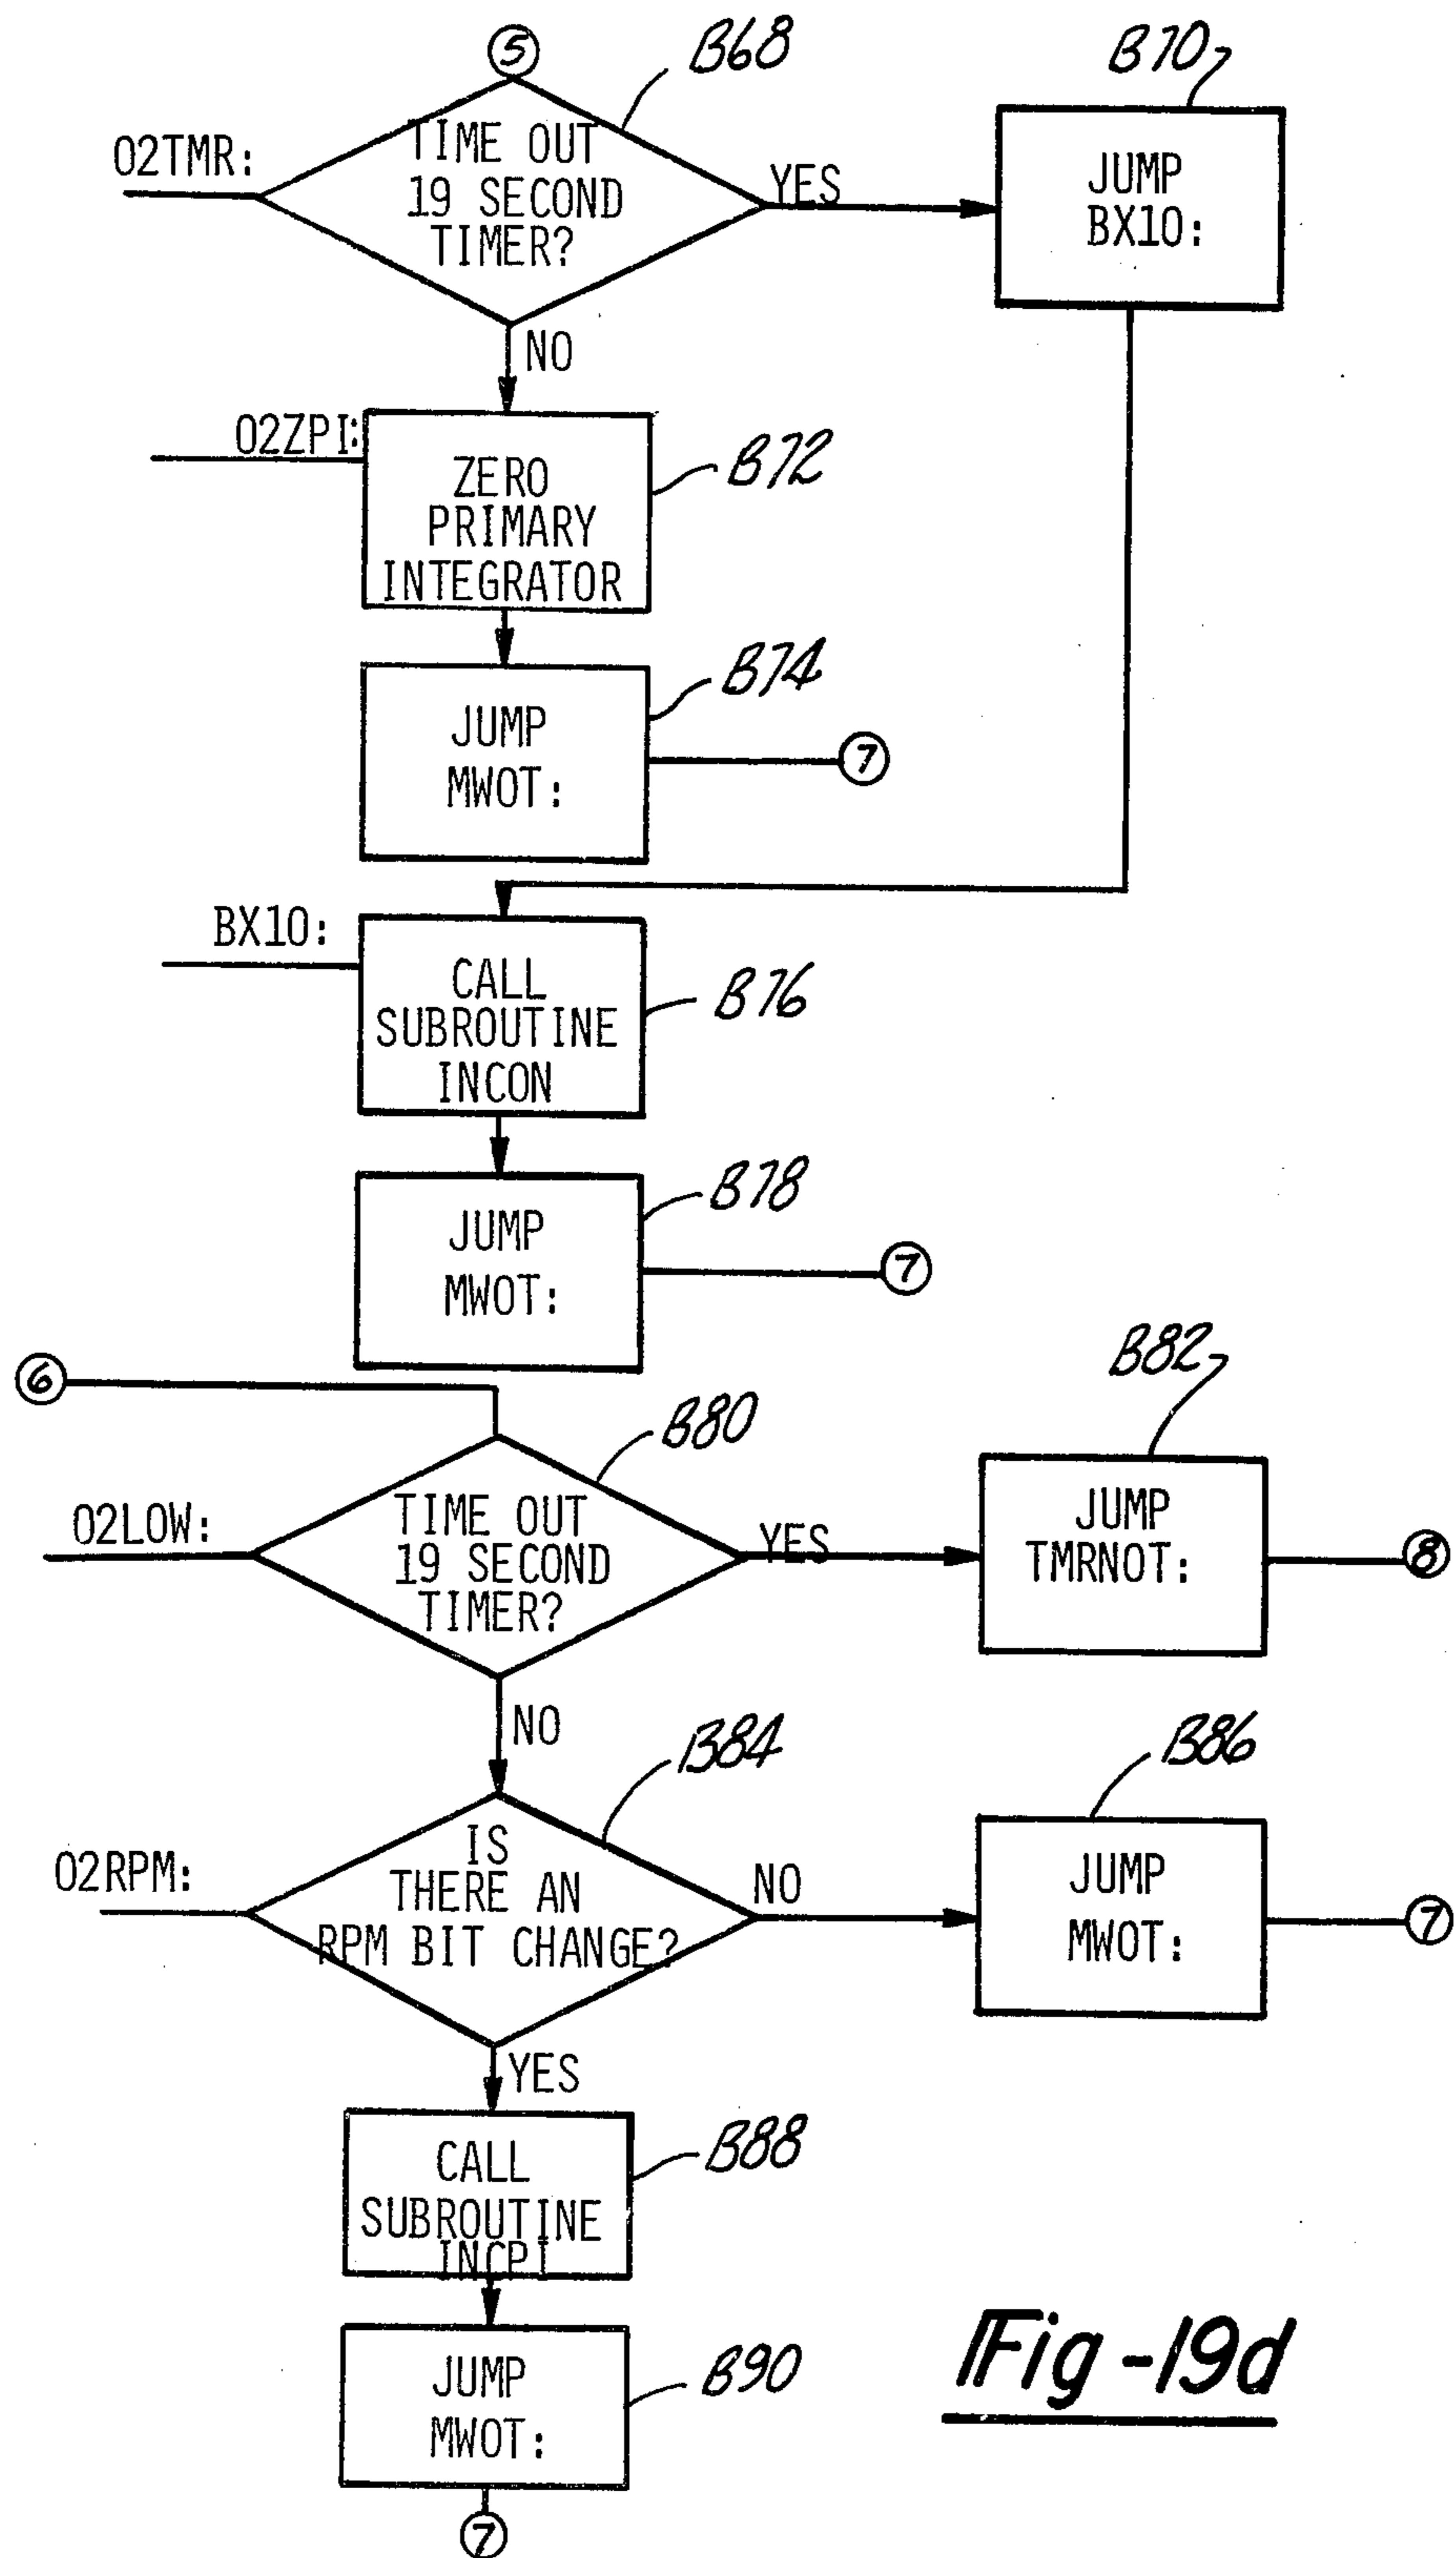 5
B68
B70
O2TMR:
TIME OUT
19 SECOND
TIMER?
YES
JUMP
BX10:
NO
O2ZPI:
ZERO
PRIMARY
INTEGRATOR
B72
B74
JUMP
MWOT:
7
BX10:
CALL
SUBROUTINE
INCON
B76
B78
JUMP
MWOT:
7
6
B80
B82
O2LOW:
TIME OUT
19 SECOND
TIMER?
YES
JUMP
TMRNOT:
8
NO
B84
B86
O2RPM:
IS
THERE AN
RPM BIT CHANGE?
NO
JUMP
MWOT:
7
YES
CALL
SUBROUTINE
INCPI
B88
JUMP
MWOT:
B90
7
Fig-19d